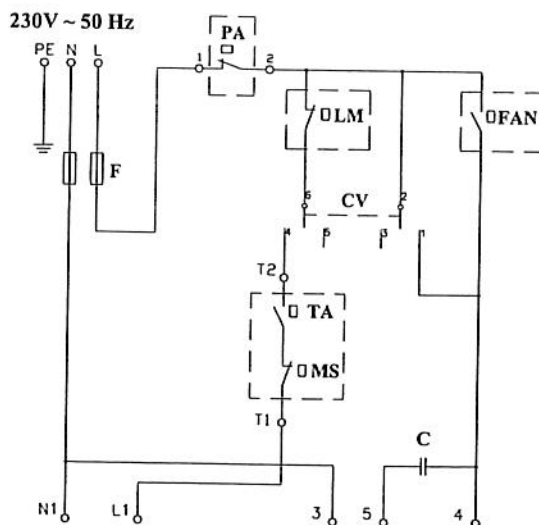 230V ~ 50 Hz
PE N L
PA
1 2
F
LM
FAN
6 CV 2
4 5 3 1
T2
TA
MS
T1
C
N1 L1 3 5 4